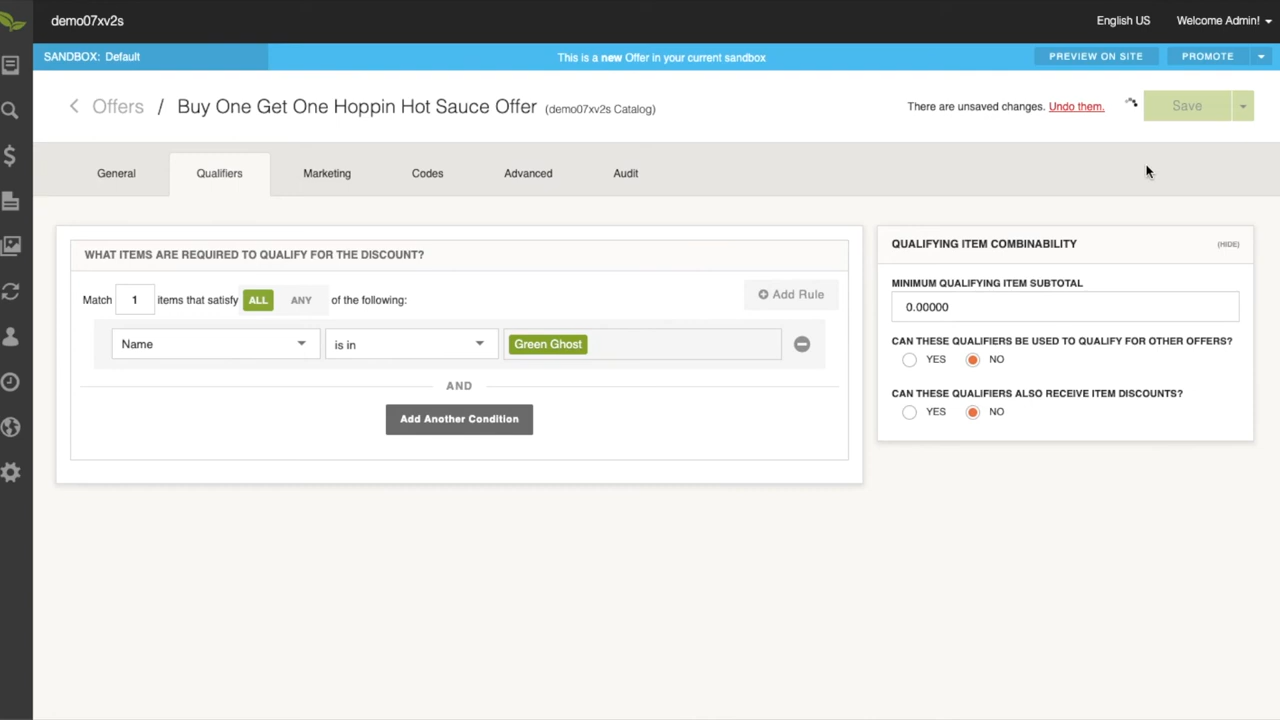 demo07xv2s
English US
Welcome Admin!
SANDBOX: Default
This is a new Offer in your current sandbox
PREVIEW ON SITE
PROMOTE
Offers / Buy One Get One Hoppin Hot Sauce Offer (demo07xv2s Catalog)
There are unsaved changes. Undo them.
Save
General
Qualifiers
Marketing
Codes
Advanced
Audit
WHAT ITEMS ARE REQUIRED TO QUALIFY FOR THE DISCOUNT?
Match 1 items that satisfy ALL ANY of the following:
Add Rule
Name
is in
Green Ghost
AND
Add Another Condition
QUALIFYING ITEM COMBINABILITY
(HIDE)
MINIMUM QUALIFYING ITEM SUBTOTAL
0.00000
CAN THESE QUALIFIERS BE USED TO QUALIFY FOR OTHER OFFERS?
YES
NO
CAN THESE QUALIFIERS ALSO RECEIVE ITEM DISCOUNTS?
YES
NO